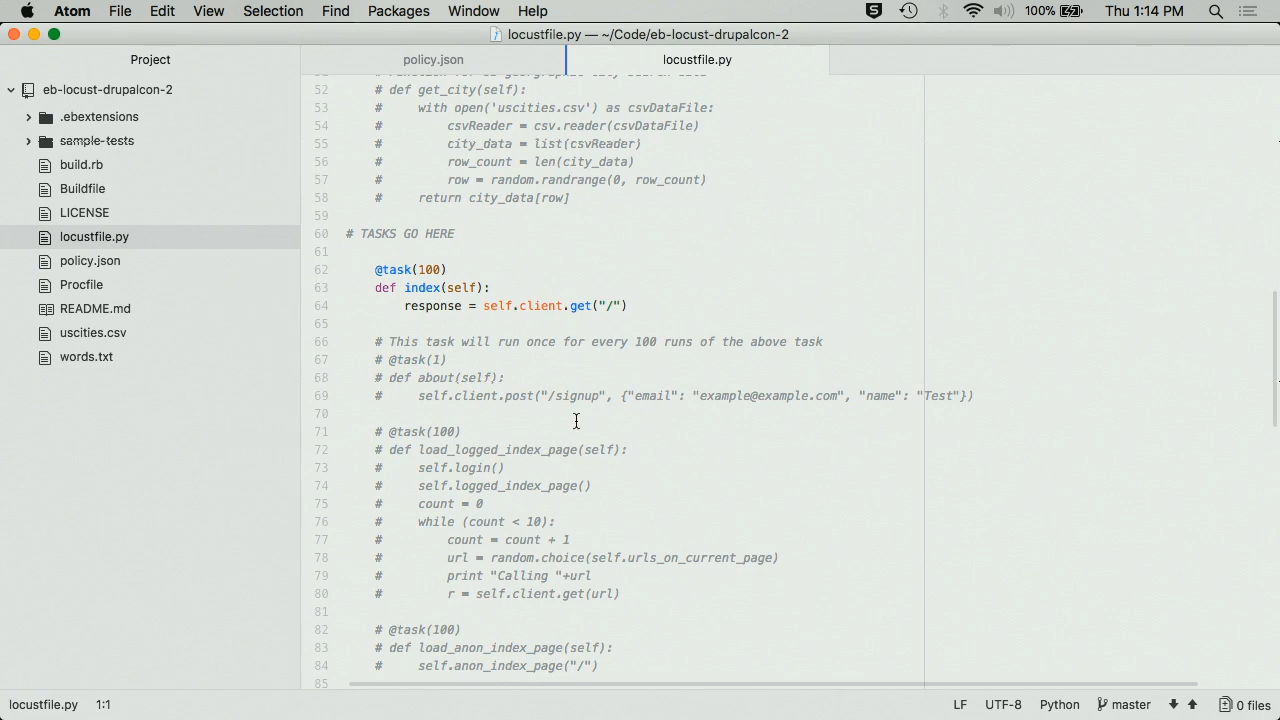 Atom File Edit View Selection Find Packages Window Help 100% Thu 1:14 PM
locustfile.py — ~/Code/eb-locust-drupalcon-2
Project
policy.json
locustfile.py
eb-locust-drupalcon-2
.ebextensions
sample-tests
build.rb
Buildfile
LICENSE
locustfile.py
policy.json
Procfile
README.md
uscities.csv
words.txt
52 # def get_city(self):
53 #     with open('uscities.csv') as csvDataFile:
54 #         csvReader = csv.reader(csvDataFile)
55 #         city_data = list(csvReader)
56 #         row_count = len(city_data)
57 #         row = random.randrange(0, row_count)
58 #     return city_data[row]
59
60 # TASKS GO HERE
61
62     @task(100)
63     def index(self):
64         response = self.client.get("/")
65
66     # This task will run once for every 100 runs of the above task
67     # @task(1)
68     # def about(self):
69     #     self.client.post("/signup", {"email": "example@example.com", "name": "Test"})
70
71     # @task(100)
72     # def load_logged_index_page(self):
73     #     self.login()
74     #     self.logged_index_page()
75     #     count = 0
76     #     while (count < 10):
77     #         count = count + 1
78     #         url = random.choice(self.urls_on_current_page)
79     #         print "Calling "+url
80     #         r = self.client.get(url)
81
82     # @task(100)
83     # def load_anon_index_page(self):
84     #     self.anon_index_page("/")
85
locustfile.py 1:1 LF UTF-8 Python master 0 files